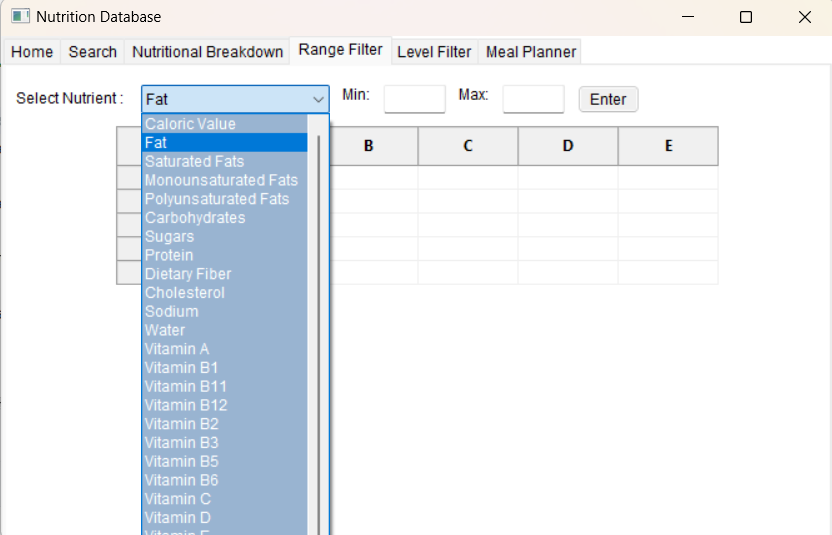 Nutrition Database
Home Search Nutritional Breakdown Range Filter Level Filter Meal Planner
Select Nutrient : Fat Min: Max: Enter
B C D E
Caloric Value
Fat
Saturated Fats
Monounsaturated Fats
Polyunsaturated Fats
Carbohydrates
Sugars
Protein
Dietary Fiber
Cholesterol
Sodium
Water
Vitamin A
Vitamin B1
Vitamin B11
Vitamin B12
Vitamin B2
Vitamin B3
Vitamin B5
Vitamin B6
Vitamin C
Vitamin D